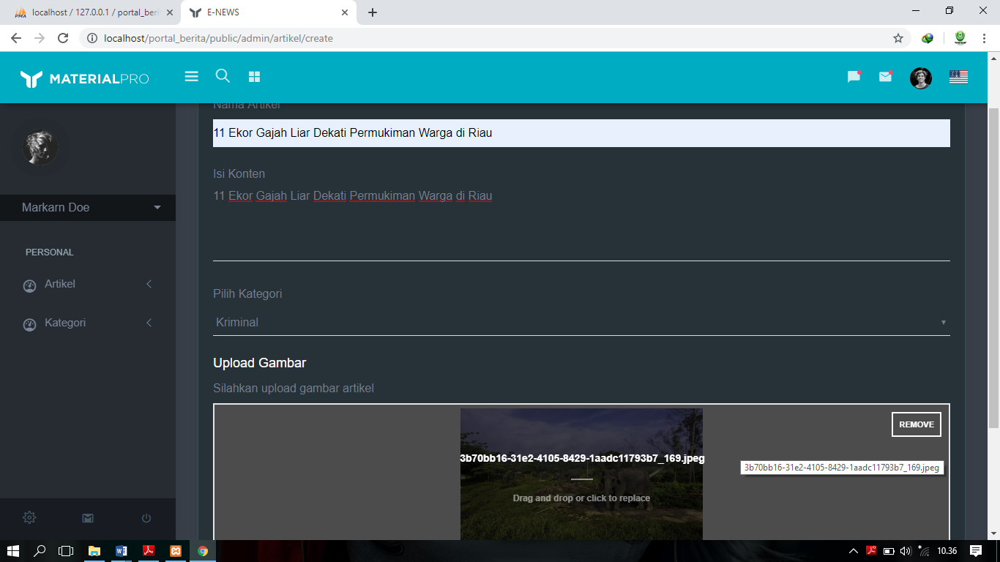 localhost / 127.0.0.1 / portal_beri
E-NEWS
localhost/portal_berita/public/admin/artikel/create
MATERIALPRO
Nama Artikel
11 Ekor Gajah Liar Dekati Permukiman Warga di Riau
Isi Konten
11 Ekor Gajah Liar Dekati Permukiman Warga di Riau
Markarn Doe
PERSONAL
Artikel
Kategori
Pilih Kategori
Kriminal
Upload Gambar
Silahkan upload gambar artikel
REMOVE
3b70bb16-31e2-4105-8429-1aadc11793b7_169.jpeg
3b70bb16-31e2-4105-8429-1aadc11793b7_169.jpeg
Drag and drop or click to replace
10.36